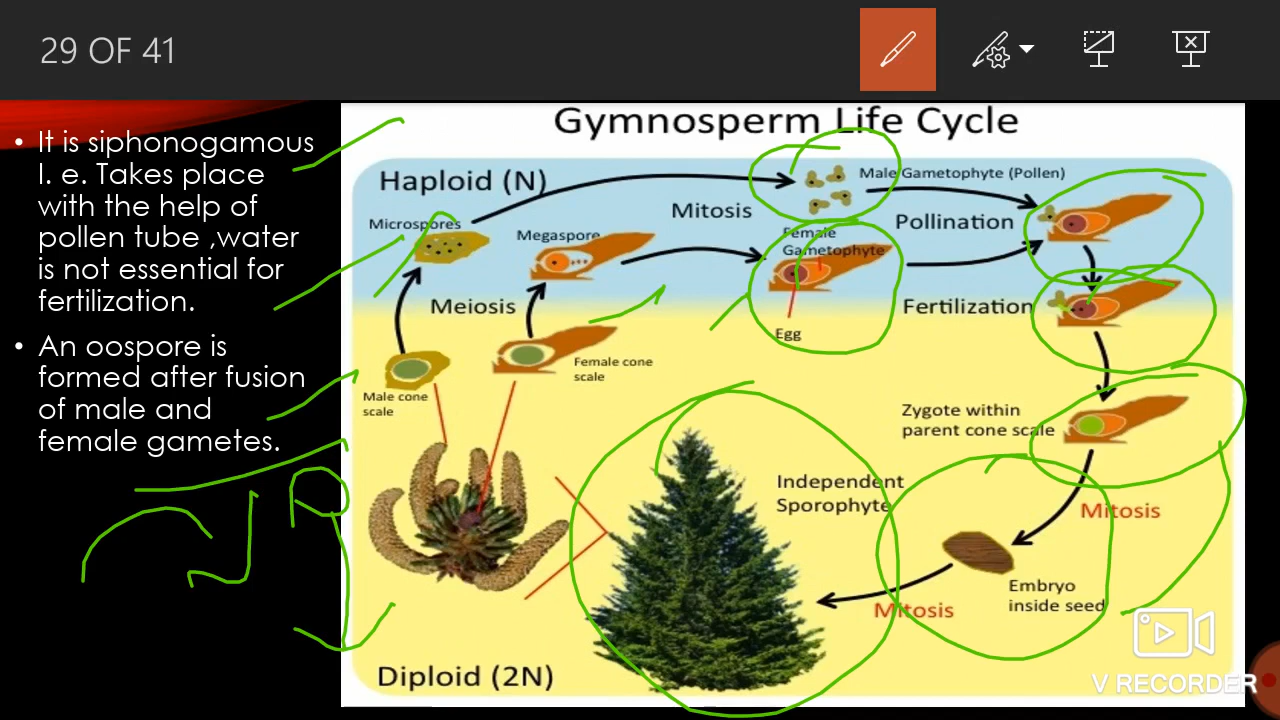 29 OF 41
• It is siphonogamous
I. e. Takes place
with the help of
pollen tube ,water
is not essential for
fertilization.
• An oospore is
formed after fusion
of male and
female gametes.
Gymnosperm Life Cycle
Haploid (N)
Male Gametophyte (Pollen)
Microspores
Mitosis
Pollination
Megaspore
Female
Gametophyte
Meiosis
Fertilization
Egg
Female cone
scale
Male cone
scale
Zygote within
parent cone scale
Independent
Sporophyte
Mitosis
Embryo
inside seed
Mitosis
Diploid (2N)
V RECORDER